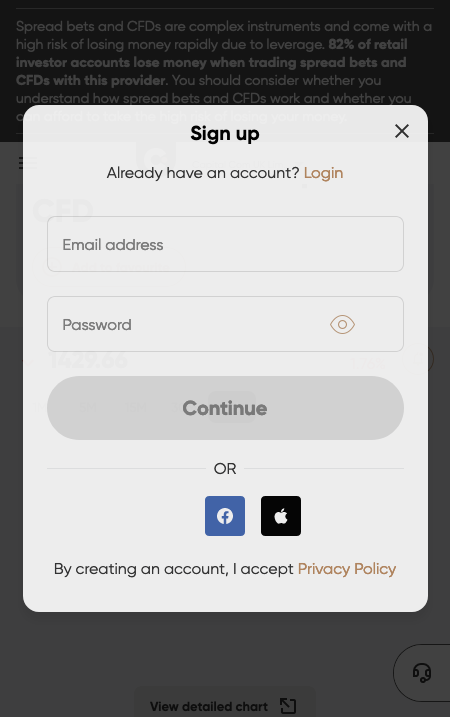 Spread bets and CFDs are complex instruments and come with a
high risk of losing money rapidly due to leverage. 82% of retail
investor accounts lose money when trading spread bets and
CFDs with this provider. You should consider whether you
understand how spread bets and CFDs work and whether you
can afford to take the high risk of losing your money.
Sign up
Already have an account? Login
CFD
Email address
Password
1429.66
Continue
OR
By creating an account, I accept Privacy Policy
View detailed chart